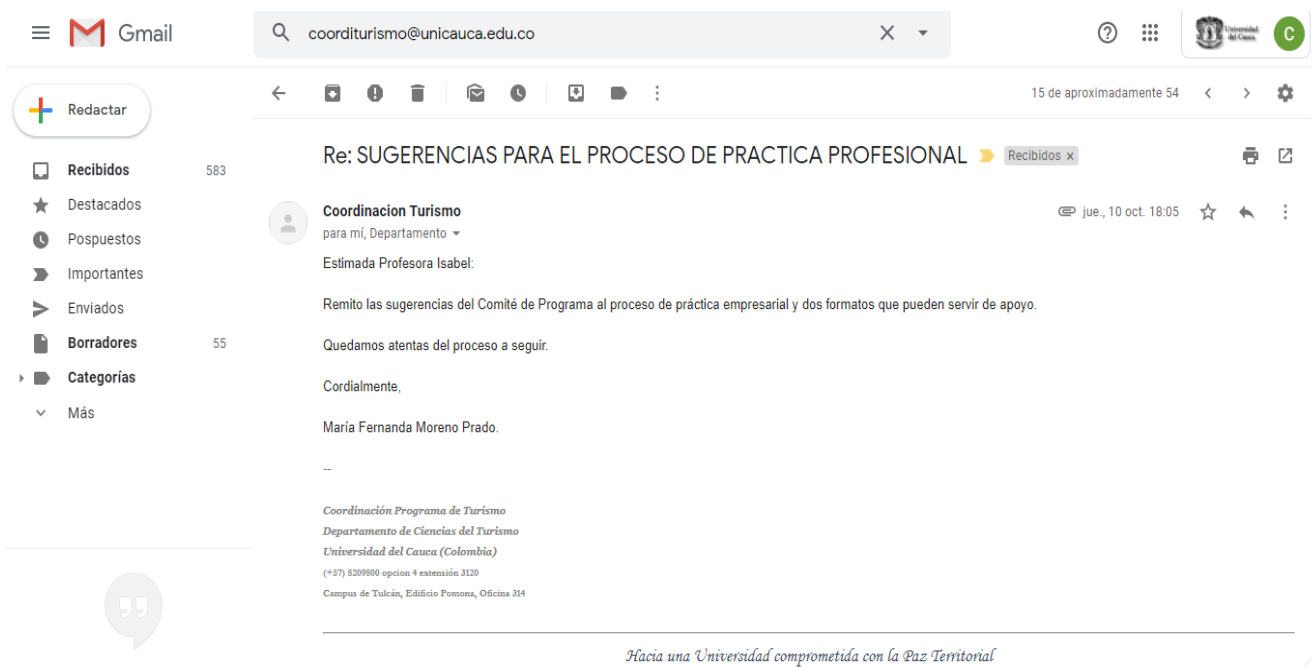 Gmail
coorditurismo@unicauca.edu.co
Universidad
del Cauca
C
Redactar
15 de aproximadamente 54
Re: SUGERENCIAS PARA EL PROCESO DE PRACTICA PROFESIONAL
Recibidos x
Recibidos 583
Destacados
Pospuestos
Importantes
Enviados
Borradores 55
Categorías
Más
Coordinacion Turismo
jue., 10 oct. 18:05
para mí, Departamento
Estimada Profesora Isabel:
Remito las sugerencias del Comité de Programa al proceso de práctica empresarial y dos formatos que pueden servir de apoyo.
Quedamos atentas del proceso a seguir.
Cordialmente,
María Fernanda Moreno Prado.
--
Coordinación Programa de Turismo
Departamento de Ciencias del Turismo
Universidad del Cauca (Colombia)
(+57) 8209800 opcion 4 extensión 3120
Campus de Tulcán, Edificio Pomona, Oficina 314
Hacia una Universidad comprometida con la Paz Territorial